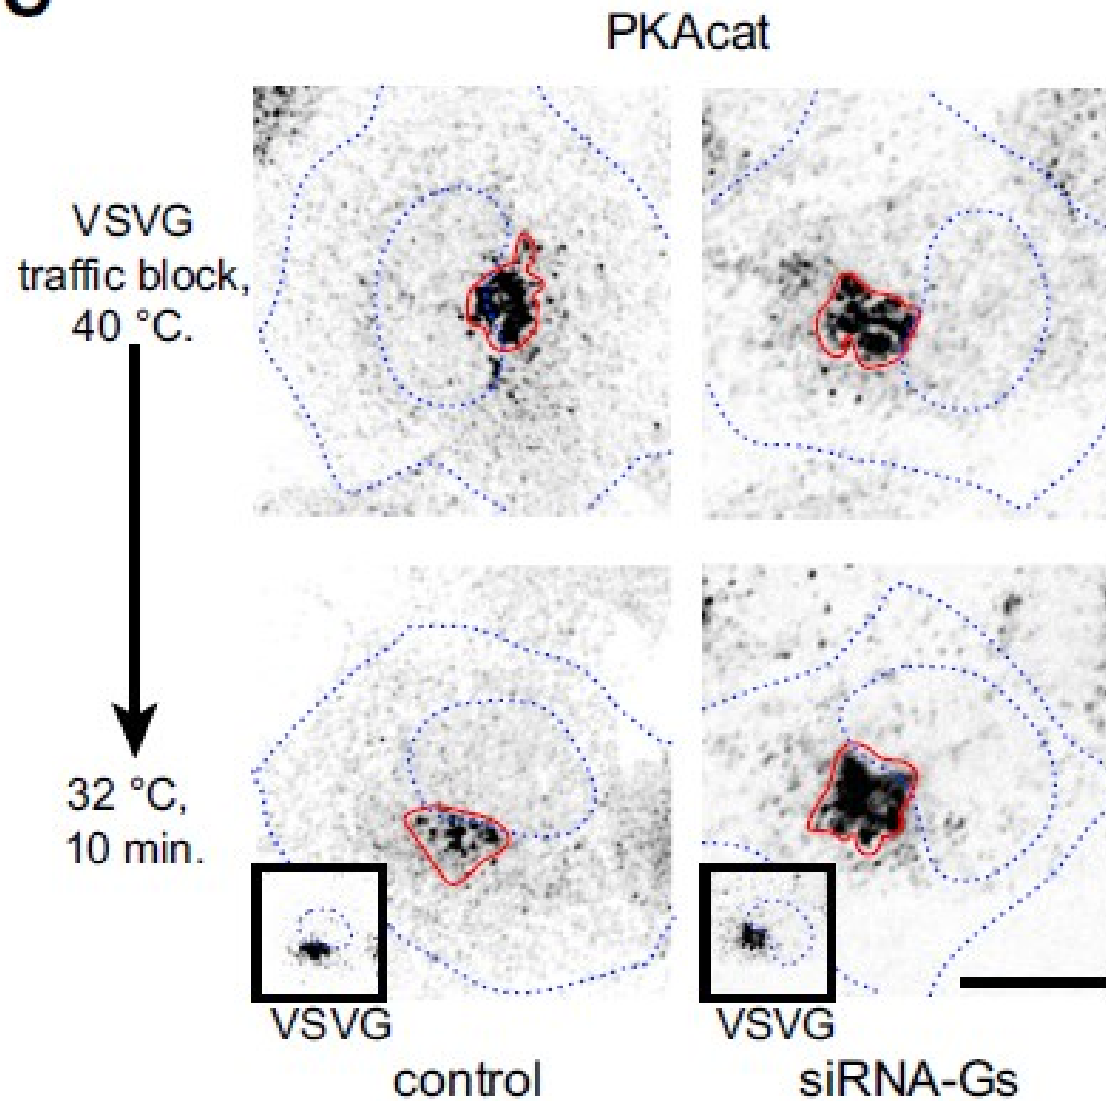 PKAcat
VSVG
traffic block,
40 °C.
32 °C,
10 min.
VSVG
VSVG
control
siRNA-Gs